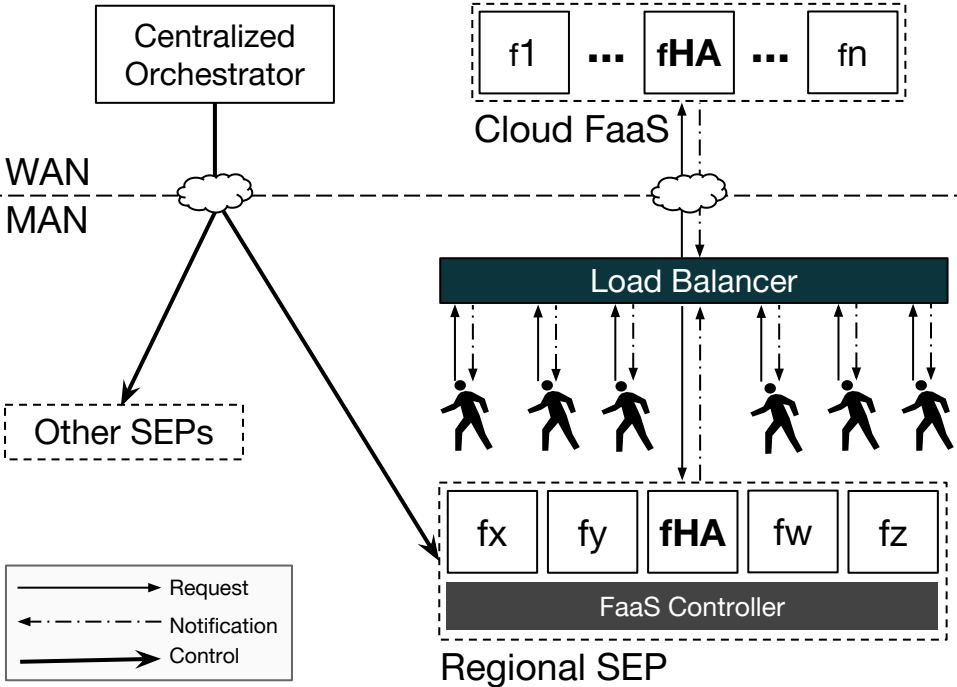 Centralized
Orchestrator
f1 ... fHA ... fn
Cloud FaaS
WAN
MAN
Load Balancer
Other SEPs
fx fy fHA fw fz
FaaS Controller
Regional SEP
Request
Notification
Control